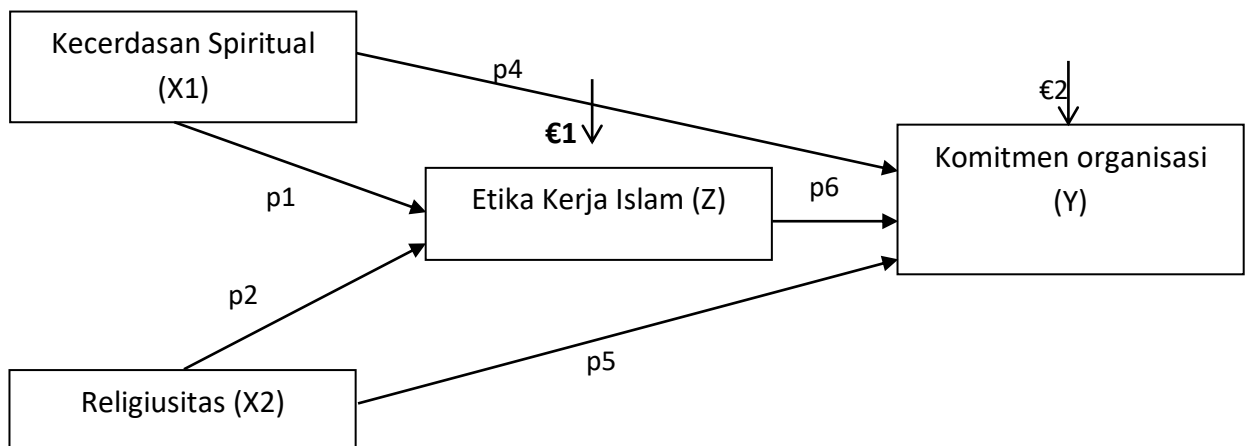 Kecerdasan Spiritual
(X1)
p4
€1
€2
Komitmen organisasi
(Y)
p1
Etika Kerja Islam (Z)
p6
p2
p5
Religiusitas (X2)